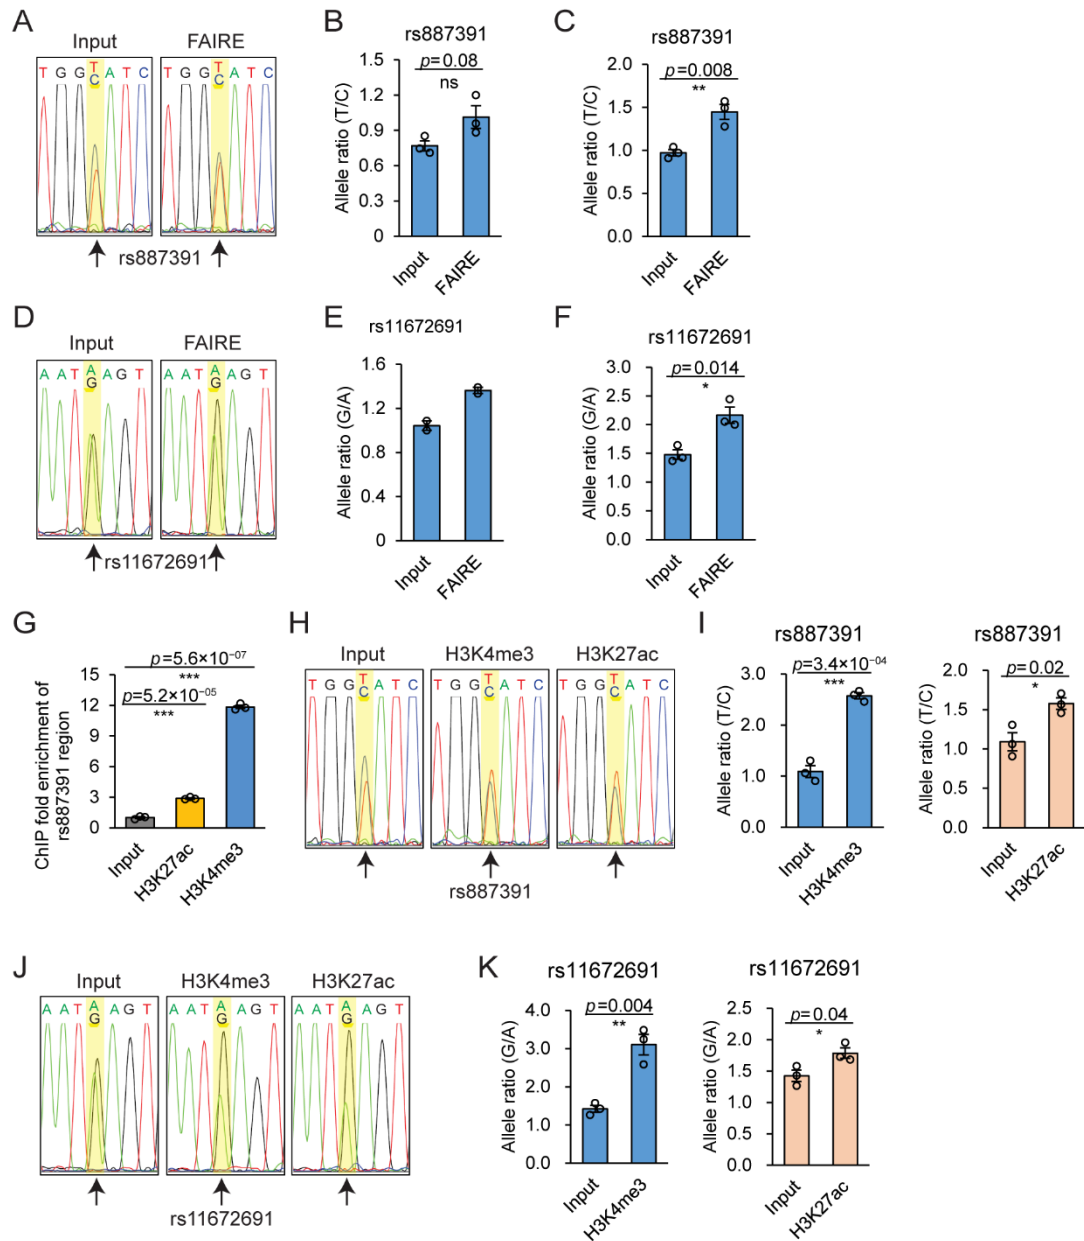 A
Input FAIRE
T G G T A T C T G G T A T C
C C
rs887391
B
rs887391
p=0.08
ns
Allele ratio (T/C)
1.5
1.2
0.9
0.6
0.3
0
Input FAIRE
C
rs887391
p=0.008
**
Allele ratio (T/C)
2.0
1.5
1.0
0.5
0.0
Input FAIRE
D
Input FAIRE
A A T A A G T A A T A A G T
G G
rs11672691
E
rs11672691
Allele ratio (G/A)
1.6
1.2
0.8
0.4
0
Input FAIRE
F
rs11672691
p=0.014
*
Allele ratio (G/A)
3.0
2.5
2.0
1.5
1.0
0.5
0.0
Input FAIRE
G
p=5.6×10⁻⁰⁷
***
p=5.2×10⁻⁰⁵
***
ChIP fold enrichment of
rs887391 region
15
12
9
6
3
0
Input H3K27ac H3K4me3
H
Input H3K4me3 H3K27ac
T G G T A T C T G G T A T C T G G T A T C
C C C
rs887391
I
rs887391
p=3.4×10⁻⁰⁴
***
Allele ratio (T/C)
3.0
2.0
1.0
0.0
Input H3K4me3
rs887391
p=0.02
*
Allele ratio (T/C)
2.0
1.5
1.0
0.5
0.0
Input H3K27ac
J
Input H3K4me3 H3K27ac
A A T A A G T A A T A A G T A A T A A G T
G G G
rs11672691
K
rs11672691
p=0.004
**
Allele ratio (G/A)
4.0
3.0
2.0
1.0
0.0
Input H3K4me3
rs11672691
p=0.04
*
Allele ratio (G/A)
2.5
2.0
1.5
1.0
0.5
0.0
Input H3K27ac